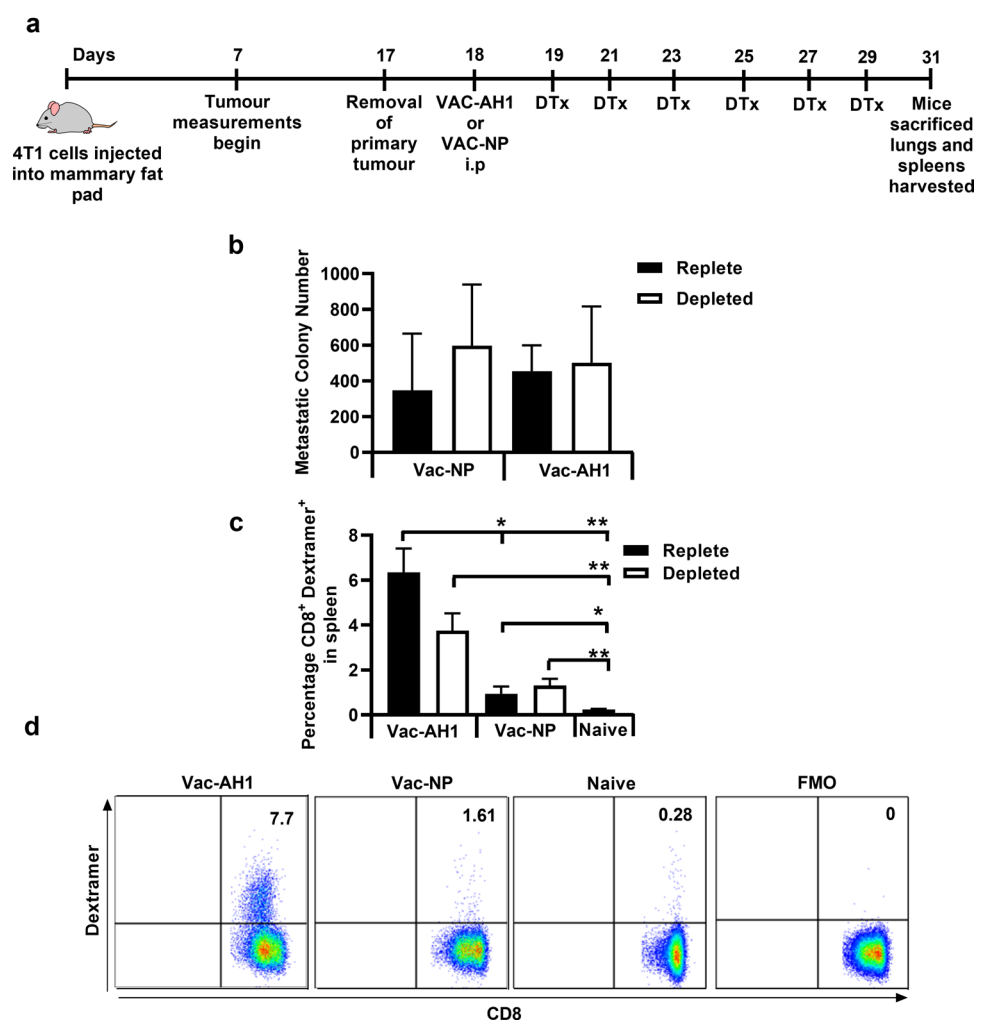 a
Days 7 17 18 19 21 23 25 27 29 31
4T1 cells injected
into mammary fat
pad
Tumour
measurements
begin
Removal
of
primary
tumour
VAC-AH1
or
VAC-NP
i.p
DTx DTx DTx DTx DTx DTx
Mice
sacrificed
lungs and
spleens
harvested
b
Metastatic Colony Number
1000
800
600
400
200
0
Vac-NP Vac-AH1
Replete
Depleted
c
Percentage CD8+ Dextramer+
in spleen
8
6
4
2
0
* **
**
*
**
Vac-AH1 Vac-NP Naive
Replete
Depleted
d
Vac-AH1 Vac-NP Naive FMO
7.7 1.61 0.28 0
Dextramer
CD8